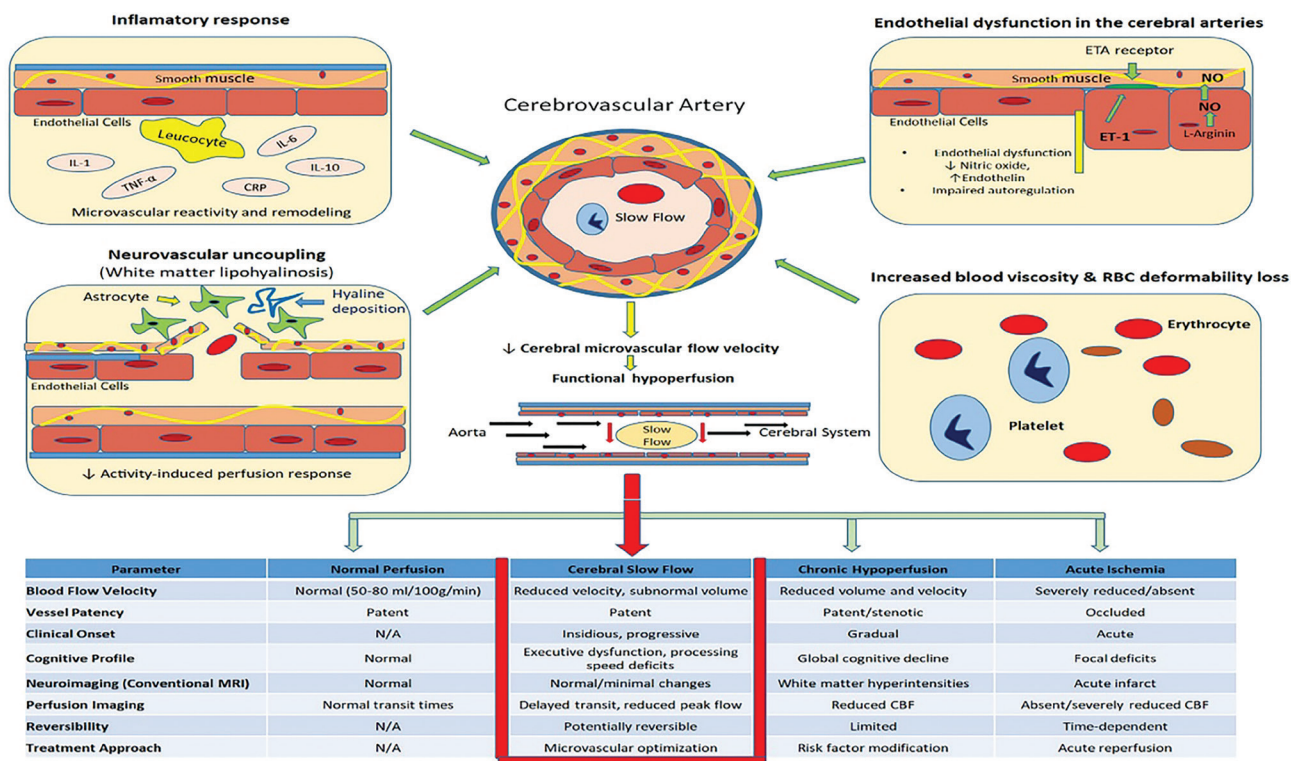 Inflamatory response
Smooth muscle
Endothelial Cells
Leucocyte
IL-6
IL-1
IL-10
TNF-α
CRP
Microvascular reactivity and remodeling
Endothelial dysfunction in the cerebral arteries
ETA receptor
Smooth muscle
NO
Endothelial Cells
NO
ET-1
L-Arginin
• Endothelial dysfunction
↓ Nitric oxide,
↑ Endothelin
• Impaired autoregulation
Cerebrovascular Artery
Slow Flow
Neurovascular uncoupling
(White matter lipohyalinosis)
Astrocyte
Hyaline
deposition
Endothelial Cells
↓ Activity-induced perfusion response
Increased blood viscosity & RBC deformability loss
Erythrocyte
Platelet
↓ Cerebral microvascular flow velocity
Functional hypoperfusion
Aorta
Slow
Flow
Cerebral System
Parameter Normal Perfusion Cerebral Slow Flow Chronic Hypoperfusion Acute Ischemia
Blood Flow Velocity Normal (50-80 ml/100g/min) Reduced velocity, subnormal volume Reduced volume and velocity Severely reduced/absent
Vessel Patency Patent Patent Patent/stenotic Occluded
Clinical Onset N/A Insidious, progressive Gradual Acute
Cognitive Profile Normal Executive dysfunction, processing speed deficits Global cognitive decline Focal deficits
Neuroimaging (Conventional MRI) Normal Normal/minimal changes White matter hyperintensities Acute infarct
Perfusion Imaging Normal transit times Delayed transit, reduced peak flow Reduced CBF Absent/severely reduced CBF
Reversibility N/A Potentially reversible Limited Time-dependent
Treatment Approach N/A Microvascular optimization Risk factor modification Acute reperfusion